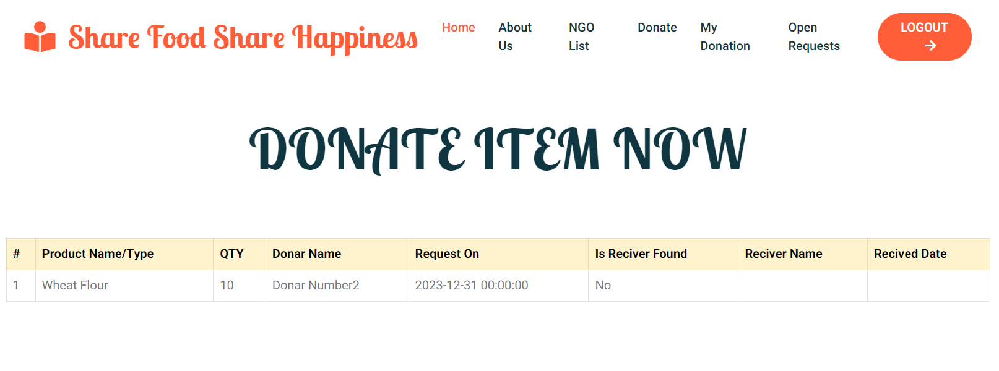 Share Food Share Happiness
Home
About
Us
NGO
List
Donate
My
Donation
Open
Requests
LOGOUT
DONATE ITEM NOW
# Product Name/Type QTY Donar Name Request On Is Reciver Found Reciver Name Recived Date
1 Wheat Flour 10 Donar Number2 2023-12-31 00:00:00 No